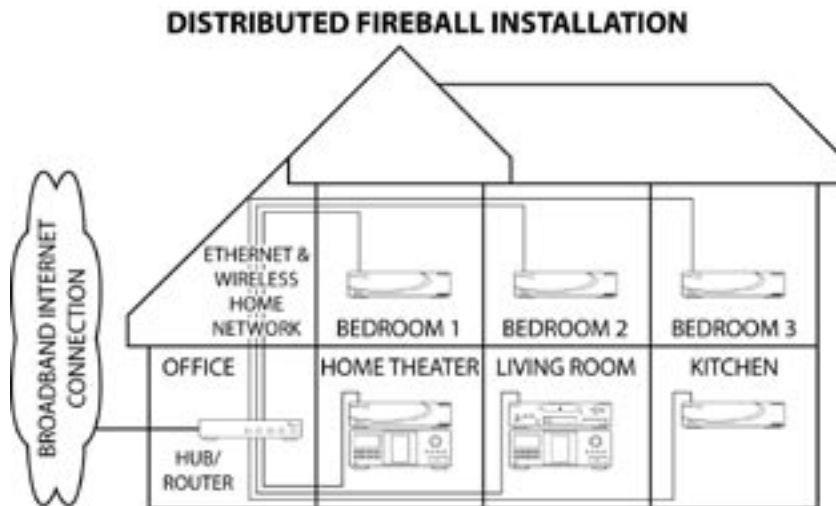 DISTRIBUTED FIREBALL INSTALLATION
BROADBAND INTERNET
CONNECTION
ETHERNET &
WIRELESS
HOME
NETWORK
BEDROOM 1
BEDROOM 2
BEDROOM 3
OFFICE
HOME THEATER
LIVING ROOM
KITCHEN
HUB/
ROUTER